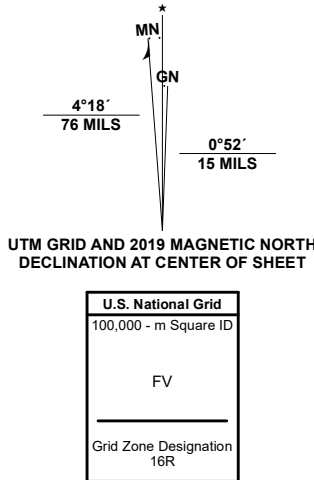 ★
MN
GN
4°18´
76 MILS
0°52´
15 MILS
UTM GRID AND 2019 MAGNETIC NORTH
DECLINATION AT CENTER OF SHEET
U.S. National Grid
100,000 - m Square ID
FV
Grid Zone Designation
16R